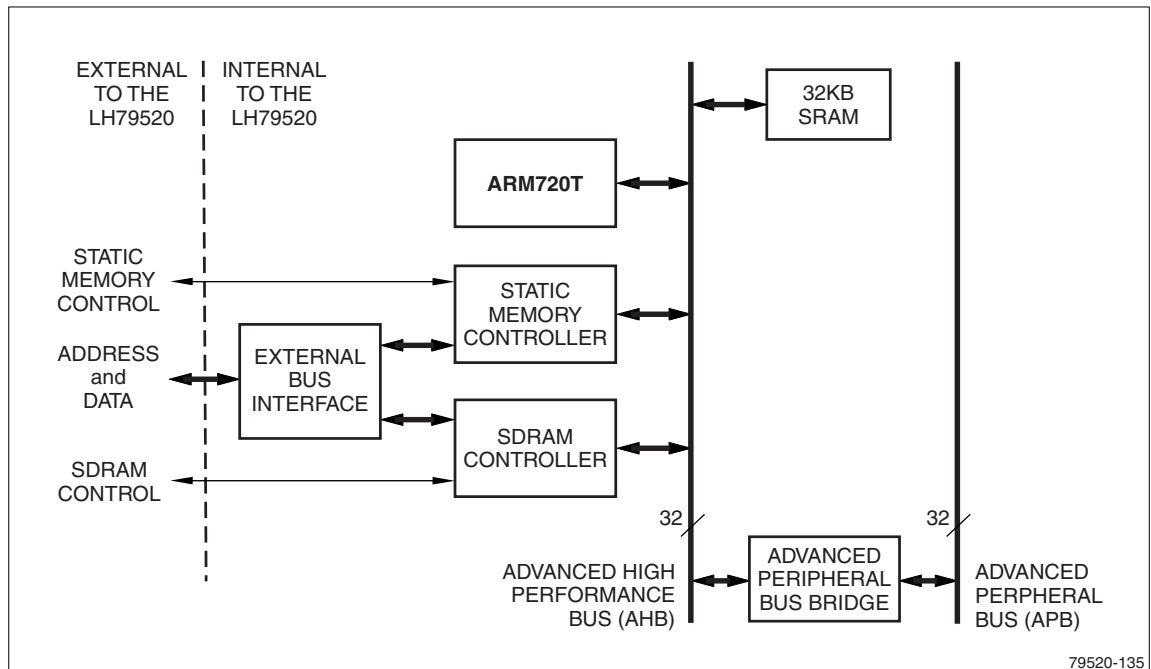 EXTERNAL
TO THE
LH79520
INTERNAL
TO THE
LH79520
32KB
SRAM
ARM720T
STATIC
MEMORY
CONTROL
STATIC
MEMORY
CONTROLLER
ADDRESS
and
DATA
EXTERNAL
BUS
INTERFACE
SDRAM
CONTROLLER
SDRAM
CONTROL
32
32
ADVANCED HIGH
PERFORMANCE
BUS (AHB)
ADVANCED
PERIPHERAL
BUS BRIDGE
ADVANCED
PERPHERAL
BUS (APB)
79520-135